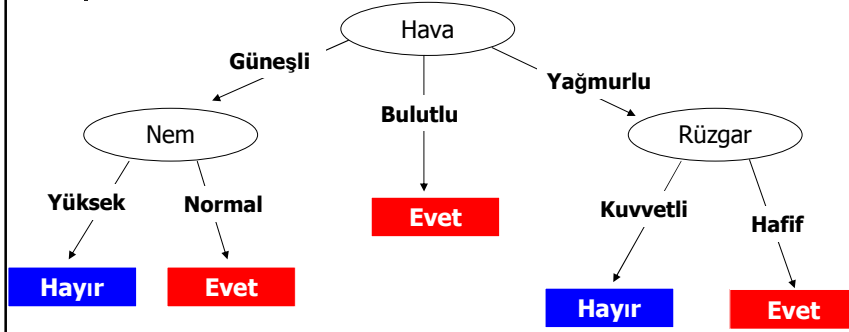 Hava
Güneşli
Yağmurlu
Bulutlu
Nem
Rüzgar
Yüksek
Normal
Evet
Kuvvetli
Hafif
Hayır
Evet
Hayır
Evet